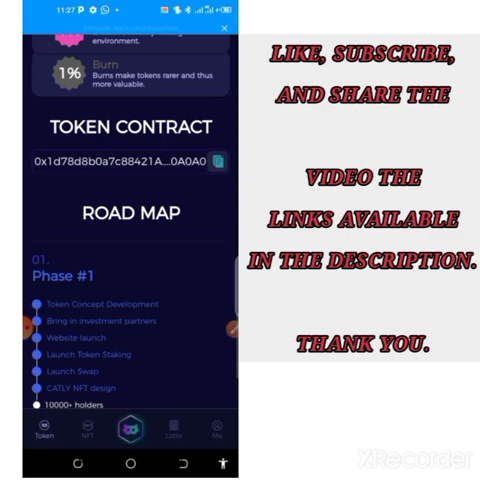 11:27
environment.
Burn
1%
Burns make tokens rarer and thus
more valuable.
TOKEN CONTRACT
0x1d78d8b0a7c88421A...0A0A0
ROAD MAP
01.
Phase #1
Token Concept Development
Bring in investment partners
Website launch
Launch Token Staking
Launch Swap
CATLY NFT design
10000+ holders
Token
NFT
Lotto
Me
LIKE, SUBSCRIBE,
AND SHARE THE
VIDEO THE
LINKS AVAILABLE
IN THE DESCRIPTION.
THANK YOU.
XRecorder